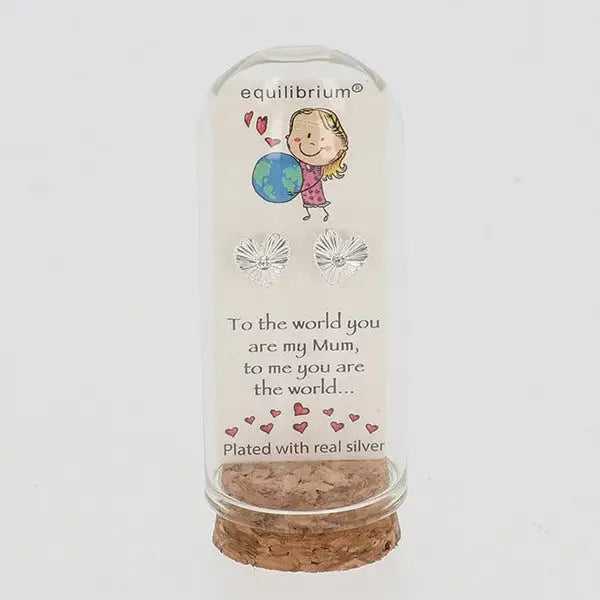 equilibrium®
To the world you
are my Mum,
to me you are
the world...
Plated with real silver